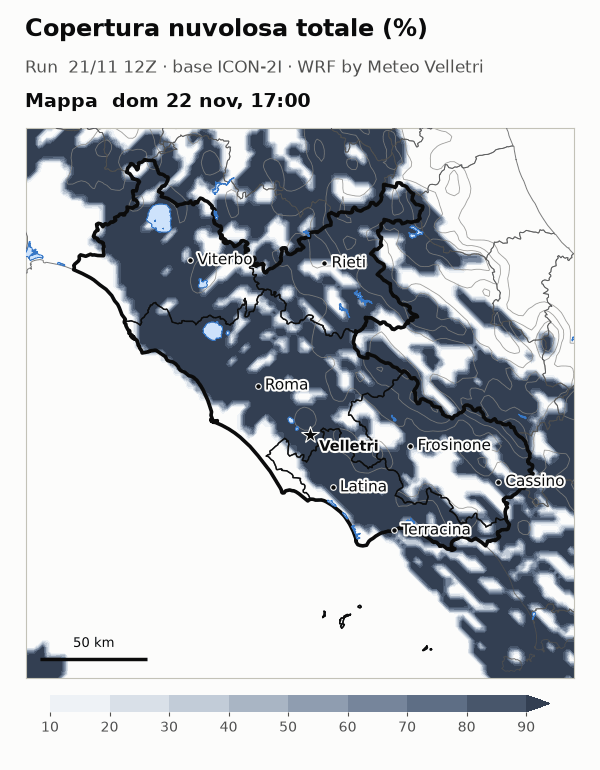 Copertura nuvolosa totale (%)
Run  21/11 12Z · base ICON-2I · WRF by Meteo Velletri
Mappa  dom 22 nov, 17:00
Viterbo
Rieti
Roma
Velletri
Frosinone
Latina
Cassino
Terracina
50 km
10 20 30 40 50 60 70 80 90